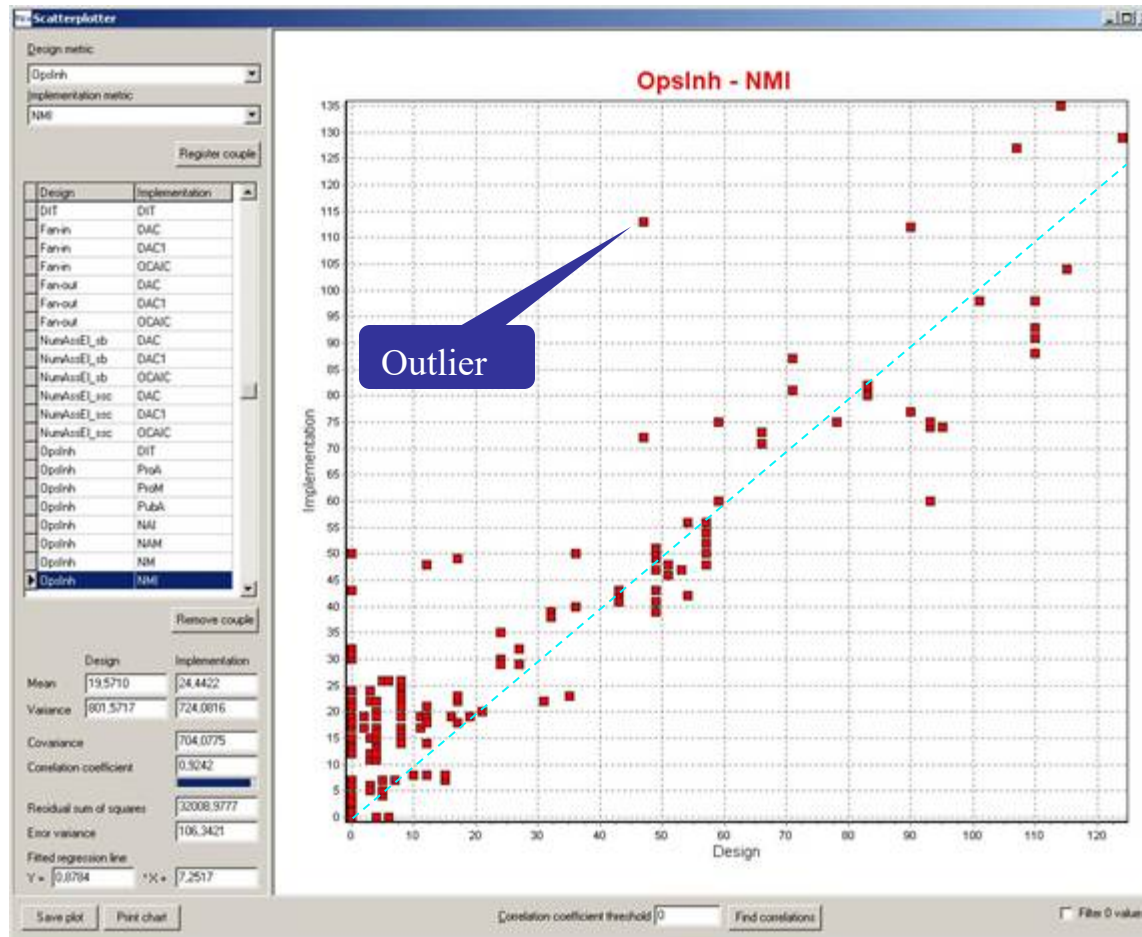 Scatterplotter
Design metric
OpsInh
Implementation metric
NMI
Register couple
Design Implementation
DIT DIT
Fan-in DAC
Fan-in DAC1
Fan-in OCAIC
Fan-out DAC
Fan-out DAC1
Fan-out OCAIC
NumAssEl_sb DAC
NumAssEl_sb DAC1
NumAssEl_sb OCAIC
NumAssEl_ssc DAC
NumAssEl_ssc DAC1
NumAssEl_ssc OCAIC
OpsInh DIT
OpsInh ProA
OpsInh ProM
OpsInh PubA
OpsInh NAI
OpsInh NAM
OpsInh NM
OpsInh NMI
Remove couple
Design Implementation
Mean 19,5710 24,4422
Variance 801,5717 724,0816
Covariance 704,0775
Correlation coefficient 0,9242
Residual sum of squares 32008,9777
Error variance 106,3421
Fitted regression line
Y = 0,8784 *X + 7,2517
Save plot Print chart
OpsInh - NMI
135
130
125
120
115
110
105
100
95
90
85
80
75
70
65
60
55
50
45
40
35
30
25
20
15
10
5
0
Implementation
Outlier
0 10 20 30 40 50 60 70 80 90 100 110 120
Design
Correlation coefficient threshold 0 Find correlations
Filter 0 values